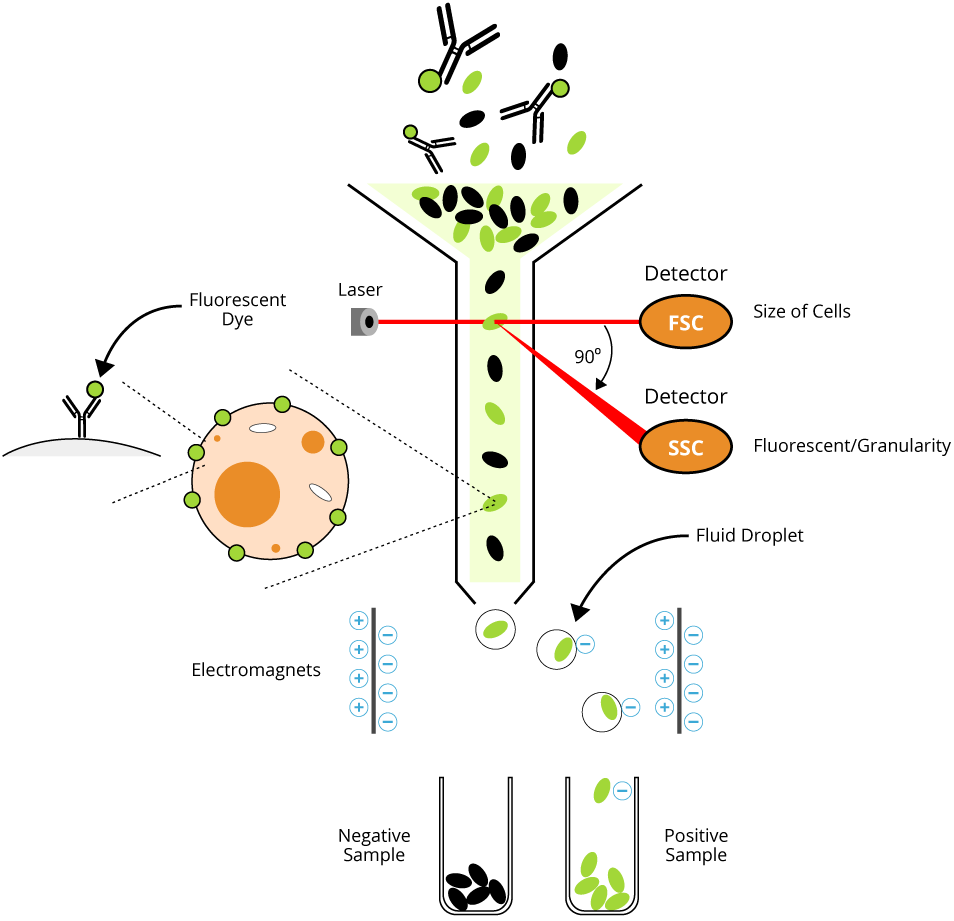 Detector
Laser
FSC
Size of Cells
Fluorescent
Dye
90°
Detector
SSC
Fluorescent/Granularity
Fluid Droplet
+
−
+
−
+
−
+
−
Electromagnets
−
−
+
−
+
−
+
−
+
−
−
Negative
Sample
Positive
Sample